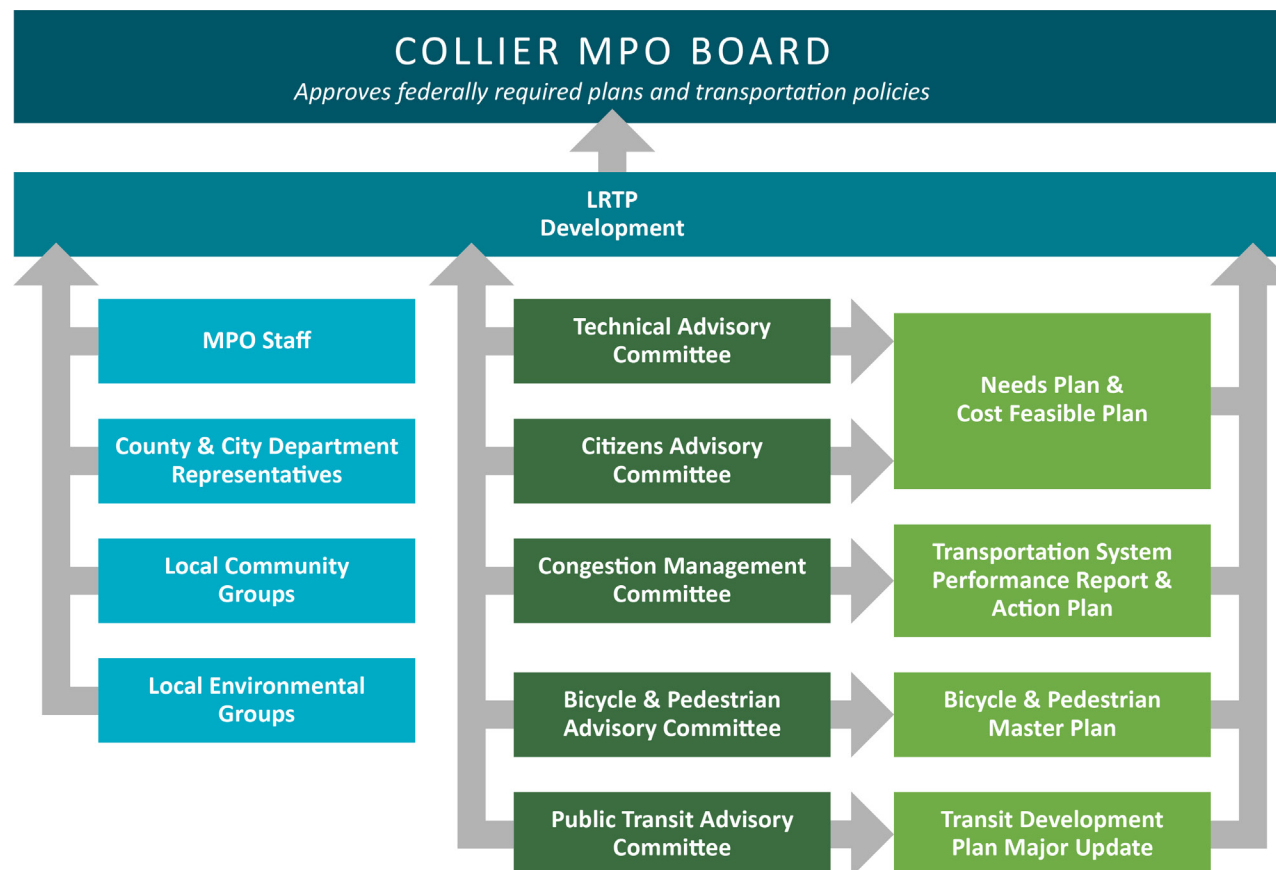 COLLIER MPO BOARD
Approves federally required plans and transportation policies
LRTP
Development
MPO Staff
County & City Department
Representatives
Local Community
Groups
Local Environmental
Groups
Technical Advisory
Committee
Citizens Advisory
Committee
Congestion Management
Committee
Bicycle & Pedestrian
Advisory Committee
Public Transit Advisory
Committee
Needs Plan &
Cost Feasible Plan
Transportation System
Performance Report &
Action Plan
Bicycle & Pedestrian
Master Plan
Transit Development
Plan Major Update